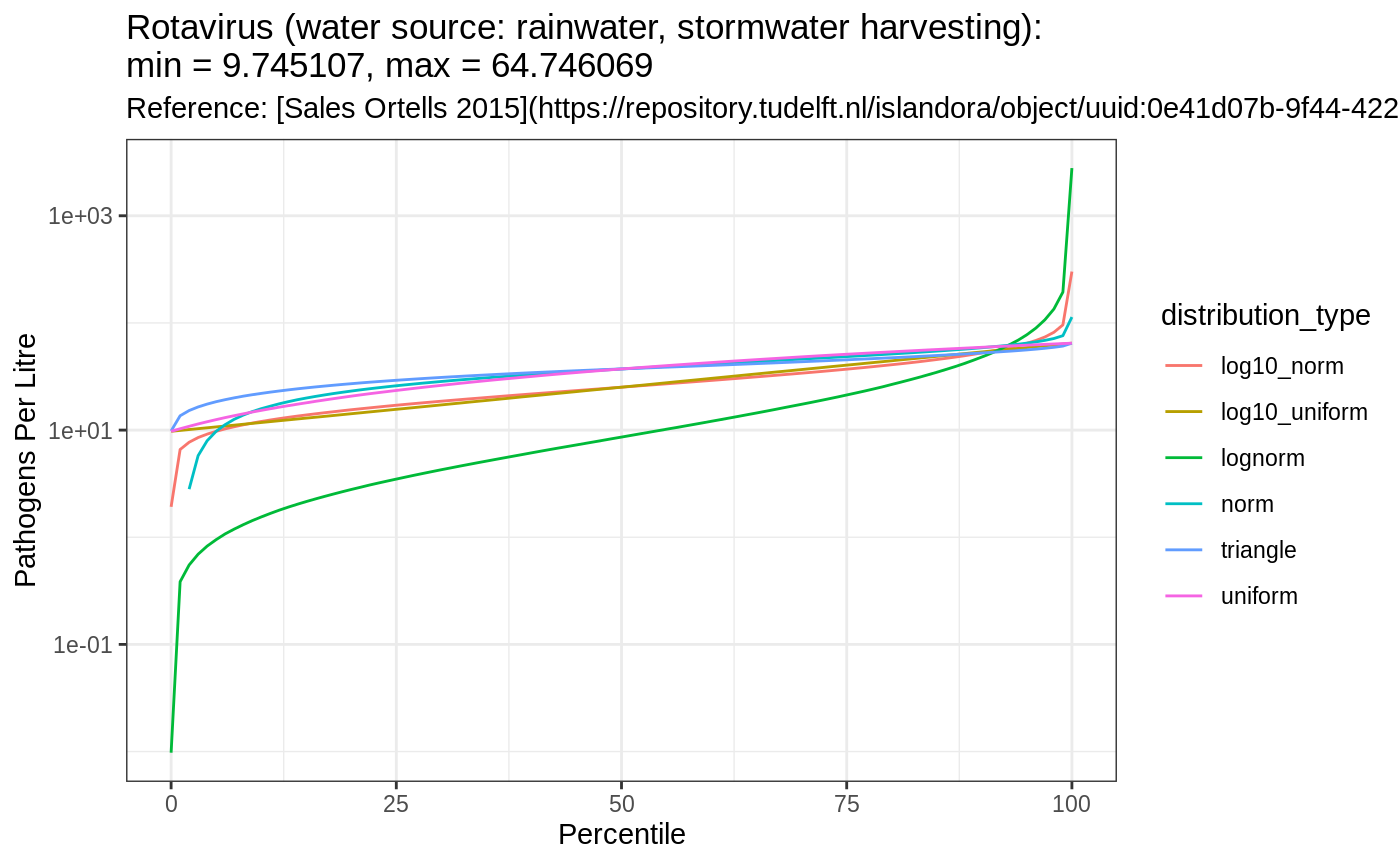 Rotavirus (water source: rainwater, stormwater harvesting):
min = 9.745107, max = 64.746069
Reference: [Sales Ortells 2015](https://repository.tudelft.nl/islandora/object/uuid:0e41d07b-9f44-422
Pathogens Per Litre
1e+03
1e+01
1e-01
0 25 50 75 100
Percentile
distribution_type
log10_norm
log10_uniform
lognorm
norm
triangle
uniform